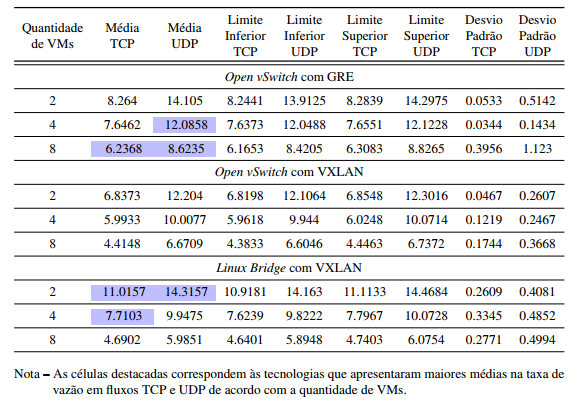 Quantidade de VMs Média TCP Média UDP Limite Inferior TCP Limite Inferior UDP Limite Superior TCP Limite Superior UDP Desvio Padrão TCP Desvio Padrão UDP
Open vSwitch com GRE
2 8.264 14.105 8.2441 13.9125 8.2839 14.2975 0.0533 0.5142
4 7.6462 12.0858 7.6373 12.0488 7.6551 12.1228 0.0344 0.1434
8 6.2368 8.6235 6.1653 8.4205 6.3083 8.8265 0.3956 1.123
Open vSwitch com VXLAN
2 6.8373 12.204 6.8198 12.1064 6.8548 12.3016 0.0467 0.2607
4 5.9933 10.0077 5.9618 9.944 6.0248 10.0714 0.1219 0.2467
8 4.4148 6.6709 4.3833 6.6046 4.4463 6.7372 0.1744 0.3668
Linux Bridge com VXLAN
2 11.0157 14.3157 10.9181 14.163 11.1133 14.4684 0.2609 0.4081
4 7.7103 9.9475 7.6239 9.8222 7.7967 10.0728 0.3345 0.4852
8 4.6902 5.9851 4.6401 5.8948 4.7403 6.0754 0.2771 0.4994
Nota – As células destacadas correspondem às tecnologias que apresentaram maiores médias na taxa de
vazão em fluxos TCP e UDP de acordo com a quantidade de VMs.